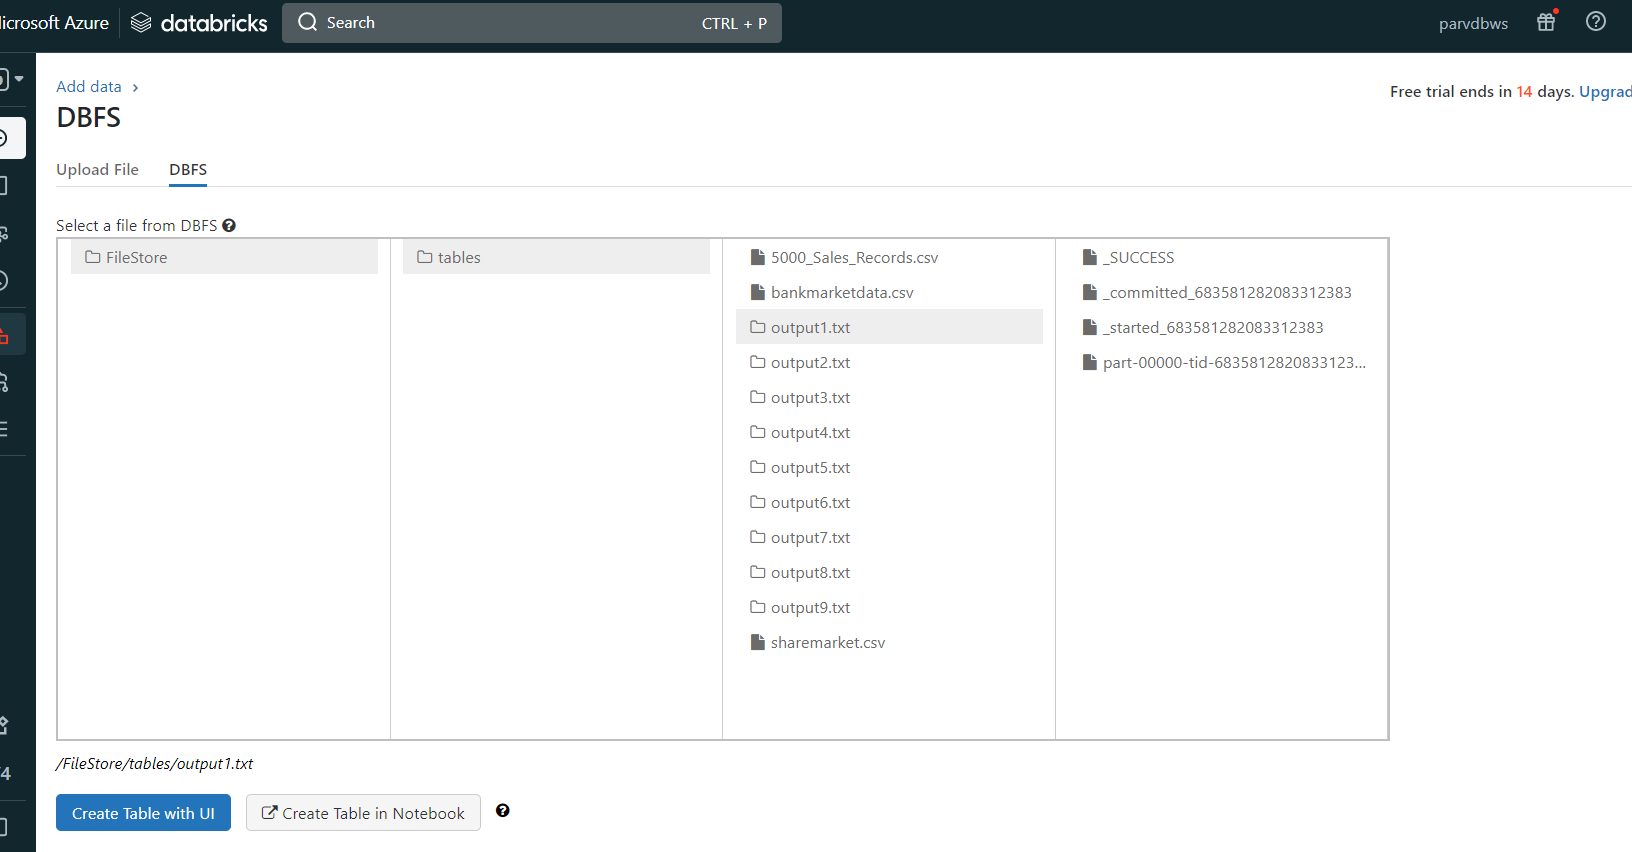 Microsoft Azure databricks Search CTRL + P parvdbws
Add data ›
DBFS
Free trial ends in 14 days. Upgrad
Upload File DBFS
Select a file from DBFS
FileStore
tables
5000_Sales_Records.csv
bankmarketdata.csv
output1.txt
output2.txt
output3.txt
output4.txt
output5.txt
output6.txt
output7.txt
output8.txt
output9.txt
sharemarket.csv
_SUCCESS
_committed_683581282083312383
_started_683581282083312383
part-00000-tid-6835812820833123...
/FileStore/tables/output1.txt
Create Table with UI Create Table in Notebook